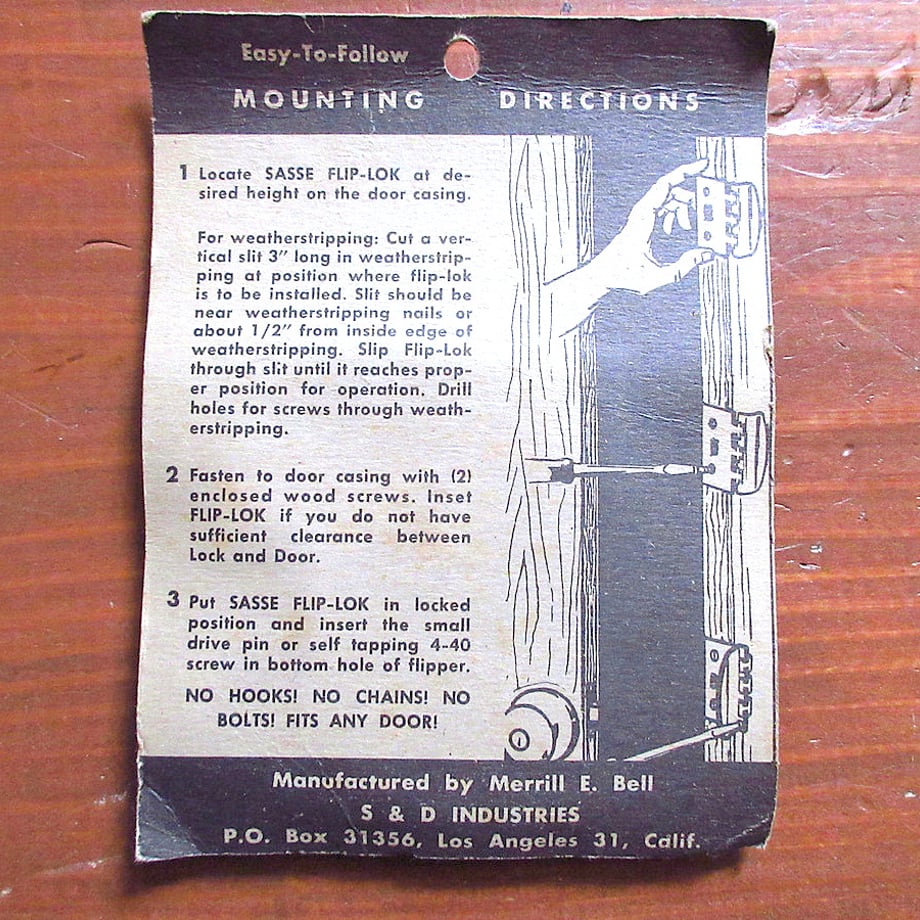 Easy-To-Follow
MOUNTING DIRECTIONS
1 Locate SASSE FLIP-LOK at de-
sired height on the door casing.
For weatherstripping: Cut a ver-
tical slit 3" long in weatherstrip-
ping at position where flip-lok
is to be installed. Slit should be
near weatherstripping nails or
about 1/2" from inside edge of
weatherstripping. Slip Flip-Lok
through slit until it reaches prop-
er position for operation. Drill
holes for screws through weath-
erstripping.
2 Fasten to door casing with (2)
enclosed wood screws. Inset
FLIP-LOK if you do not have
sufficient clearance between
Lock and Door.
3 Put SASSE FLIP-LOK in locked
position and insert the small
drive pin or self tapping 4-40
screw in bottom hole of flipper.
NO HOOKS! NO CHAINS! NO
BOLTS! FITS ANY DOOR!
Manufactured by Merrill E. Bell
S & D INDUSTRIES
P.O. Box 31356, Los Angeles 31, Calif.